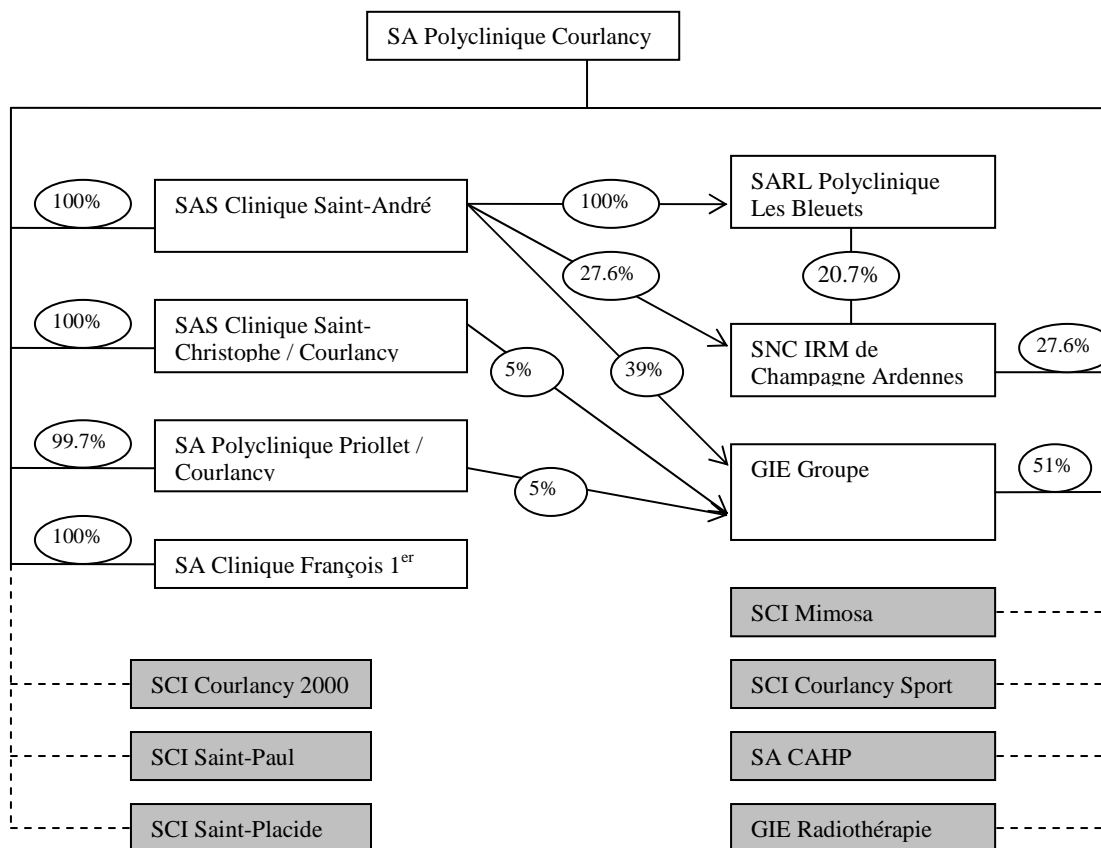 SA Polyclinique Courlancy
100%
SAS Clinique Saint-André
100%
SARL Polyclinique
Les Bleuets
27.6%
20.7%
100%
SAS Clinique Saint-
Christophe / Courlancy
5%
39%
SNC IRM de
Champagne Ardennes
27.6%
99.7%
SA Polyclinique Priollet /
Courlancy
5%
GIE Groupe
51%
100%
SA Clinique François 1er
SCI Mimosa
SCI Courlancy 2000
SCI Courlancy Sport
SCI Saint-Paul
SA CAHP
SCI Saint-Placide
GIE Radiothérapie